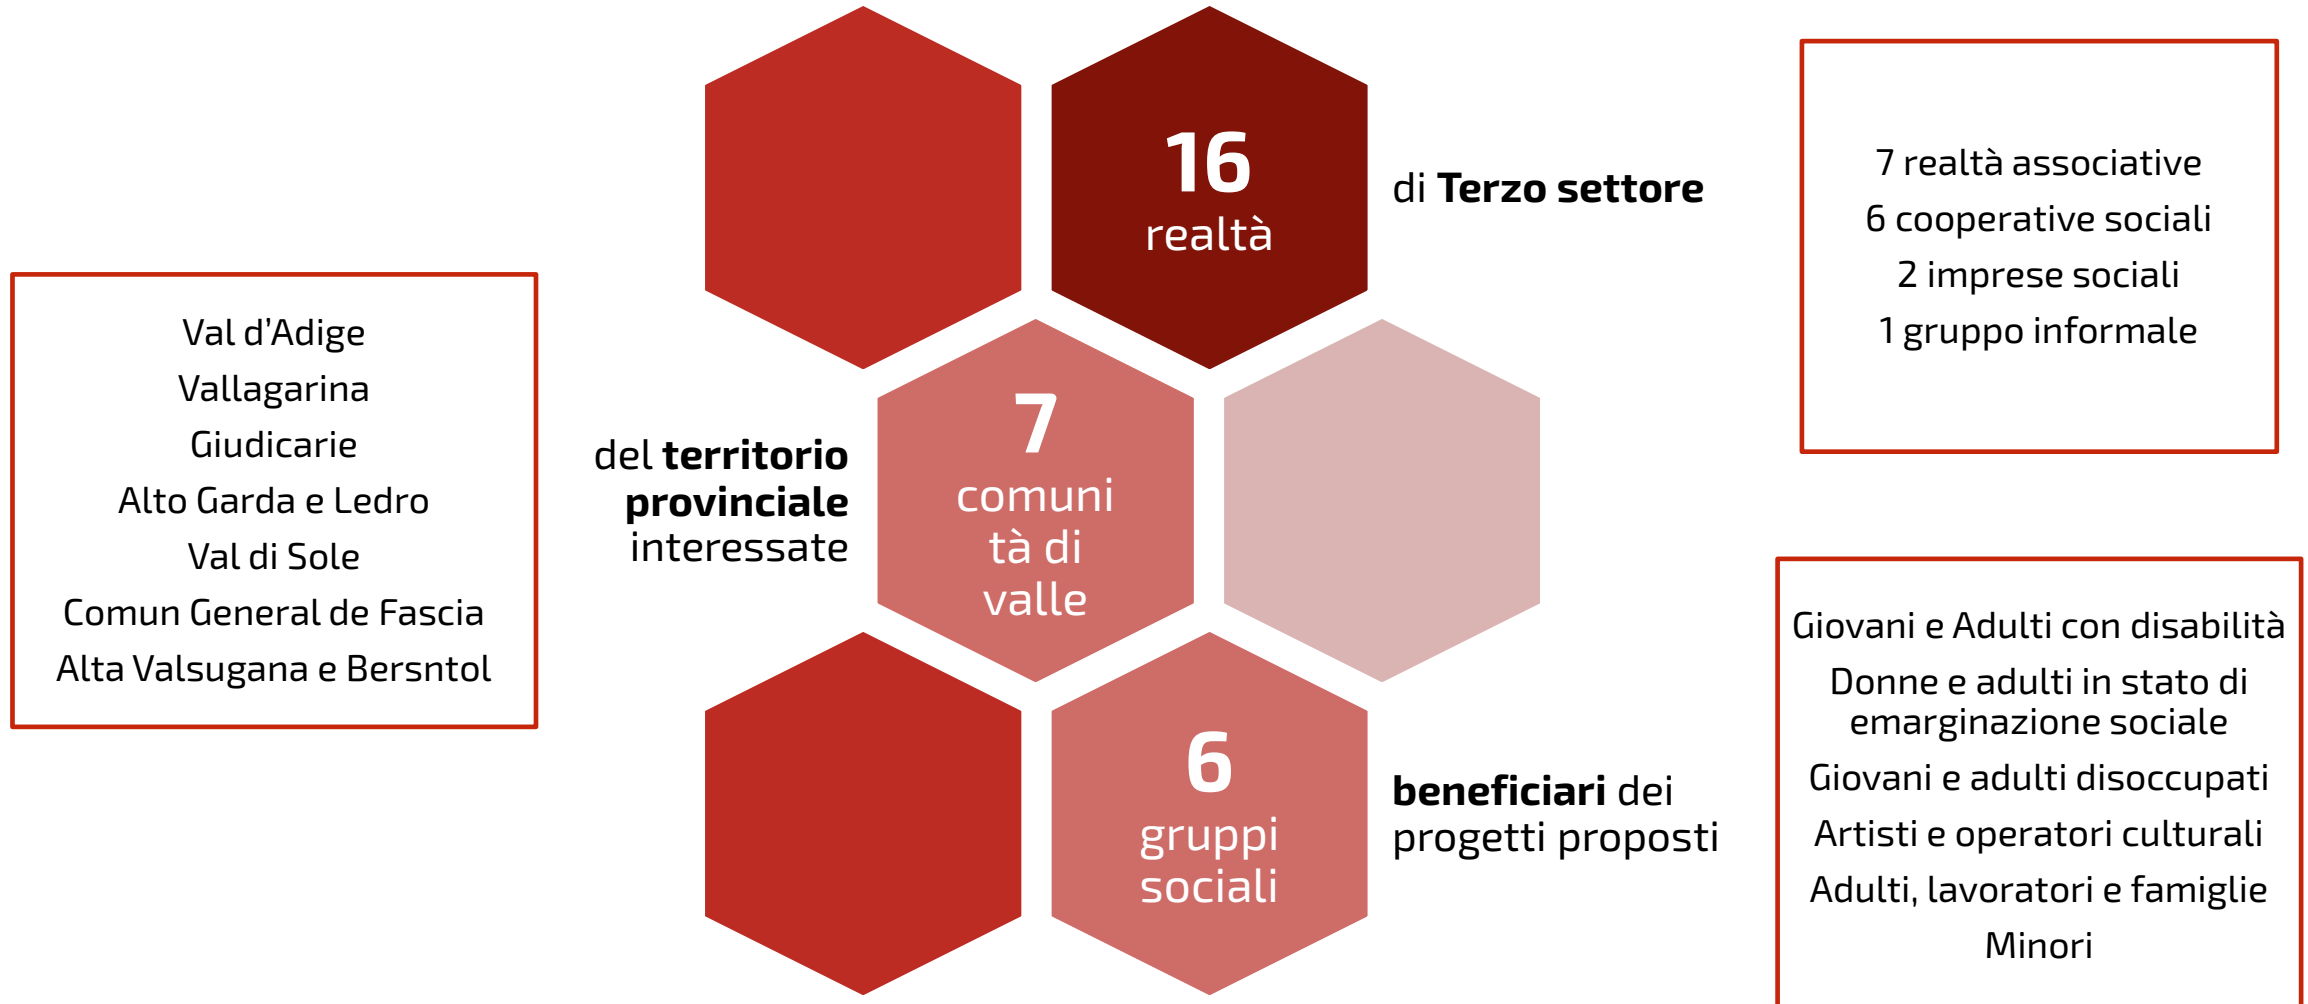 16
realtà
di Terzo settore
7 realtà associative
6 cooperative sociali
2 imprese sociali
1 gruppo informale
Val d’Adige
Vallagarina
Giudicarie
Alto Garda e Ledro
Val di Sole
Comun General de Fascia
Alta Valsugana e Bersntol
del territorio
provinciale
interessate
7
comuni
tà di
valle
6
gruppi
sociali
beneficiari dei
progetti proposti
Giovani e Adulti con disabilità
Donne e adulti in stato di
emarginazione sociale
Giovani e adulti disoccupati
Artisti e operatori culturali
Adulti, lavoratori e famiglie
Minori